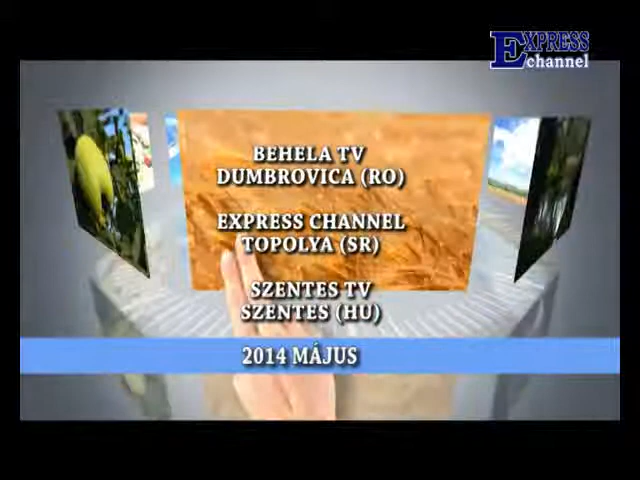 EXPRESS
channel
BEHELA TV
DUMBROVICA (RO)
EXPRESS CHANNEL
TOPOLYA (SR)
SZENTES TV
SZENTES (HU)
2014 MÁJUS